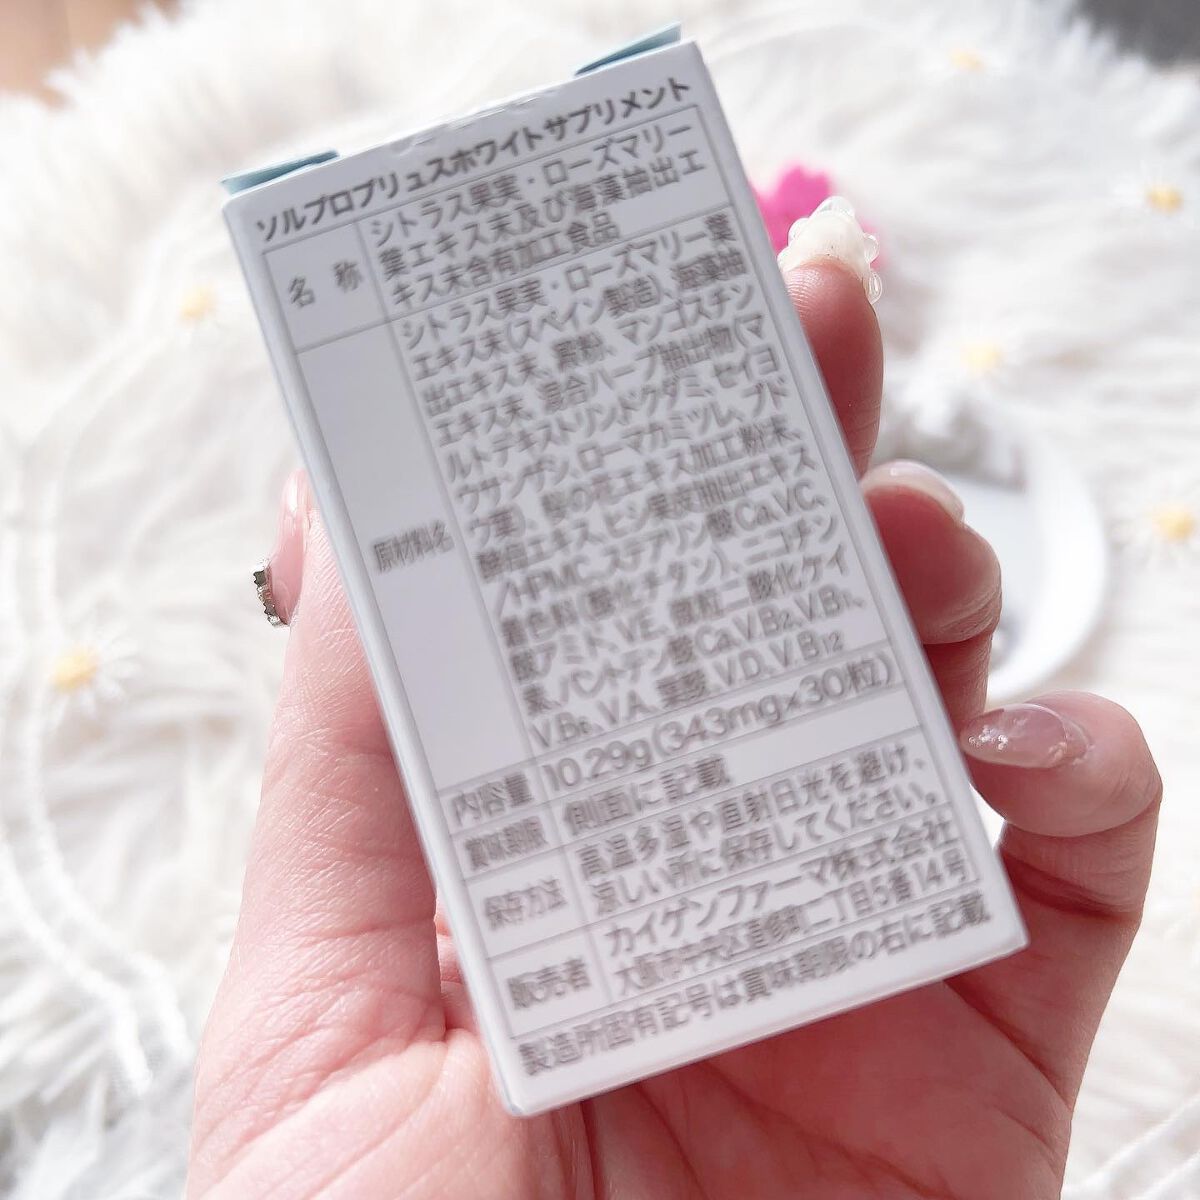 ソルプロプリュスホワイトサプリメント
名称
シトラス果実・ローズマリー
葉エキス末及び海藻抽出エ
キス末含有加工食品
原材料名
シトラス果実・ローズマリー葉
エキス末(スペイン製造)、海藻抽
出エキス末、澱粉、マンゴスチン
エキス末、混合ハーブ抽出物(マ
ルトデキストリン、ドクダミ、セイヨ
ウサンザシ、ローマカミツレ、ブド
ウ葉)、 の花エキス加工粉末、
酵母エキス、ヒシ果皮抽出エキス
/HPMC、ステアリン酸Ca、V.C、
着色料(酸化チタン)、ニコチン
酸アミド、V.E、微粒二酸化ケイ
素、パントテン酸Ca、V.B2、V.B1、
V.B6、V.A、葉酸、V.D、V.B12
内容量
10.29g(343mg×30粒)
賞味期限
側面に記載
保存方法
高温多湿や直射日光を避け、
涼しい所に保存してください。
販売者
カイゲンファーマ株式会社
大阪市中央区道修町二丁目5番14号
製造所固有記号は賞味期限の右に記載